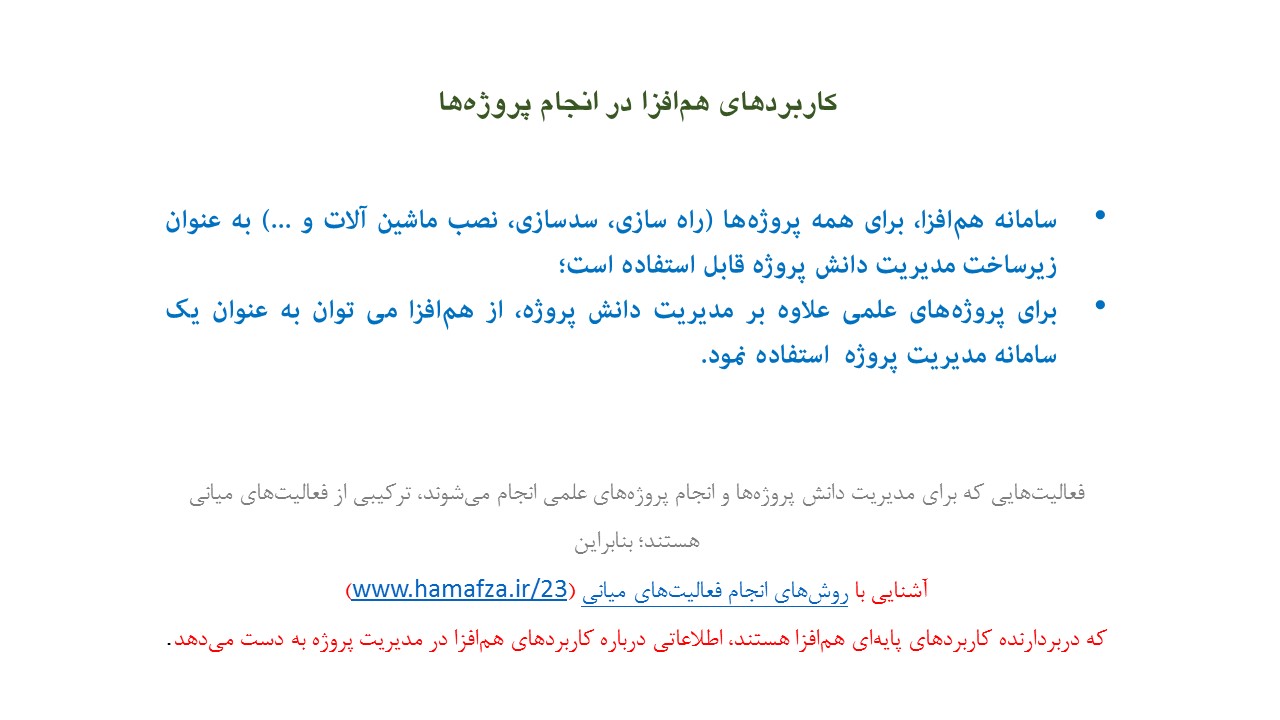 کاربردهای هم‌افزا در انجام پروژه‌ها
• سامانه هم‌افزا، برای همه پروژه‌ها (راه سازی، سدسازی، نصب ماشین آلات و ...) به عنوان
زیرساخت مدیریت دانش پروژه قابل استفاده است؛
• برای پروژه‌های علمی علاوه بر مدیریت دانش پروژه، از هم‌افزا می توان به عنوان یک
سامانه مدیریت پروژه استفاده نمود.
فعالیت‌هایی که برای مدیریت دانش پروژه‌ها و انجام پروژه‌های علمی انجام می‌شوند، ترکیبی از فعالیت‌های میانی
هستند؛ بنابراین
آشنایی با روش‌های انجام فعالیت‌های میانی (www.hamafza.ir/23)
که دربردارنده کاربردهای پایه‌ای هم‌افزا هستند، اطلاعاتی درباره کاربردهای هم‌افزا در مدیریت پروژه به دست می‌دهد.